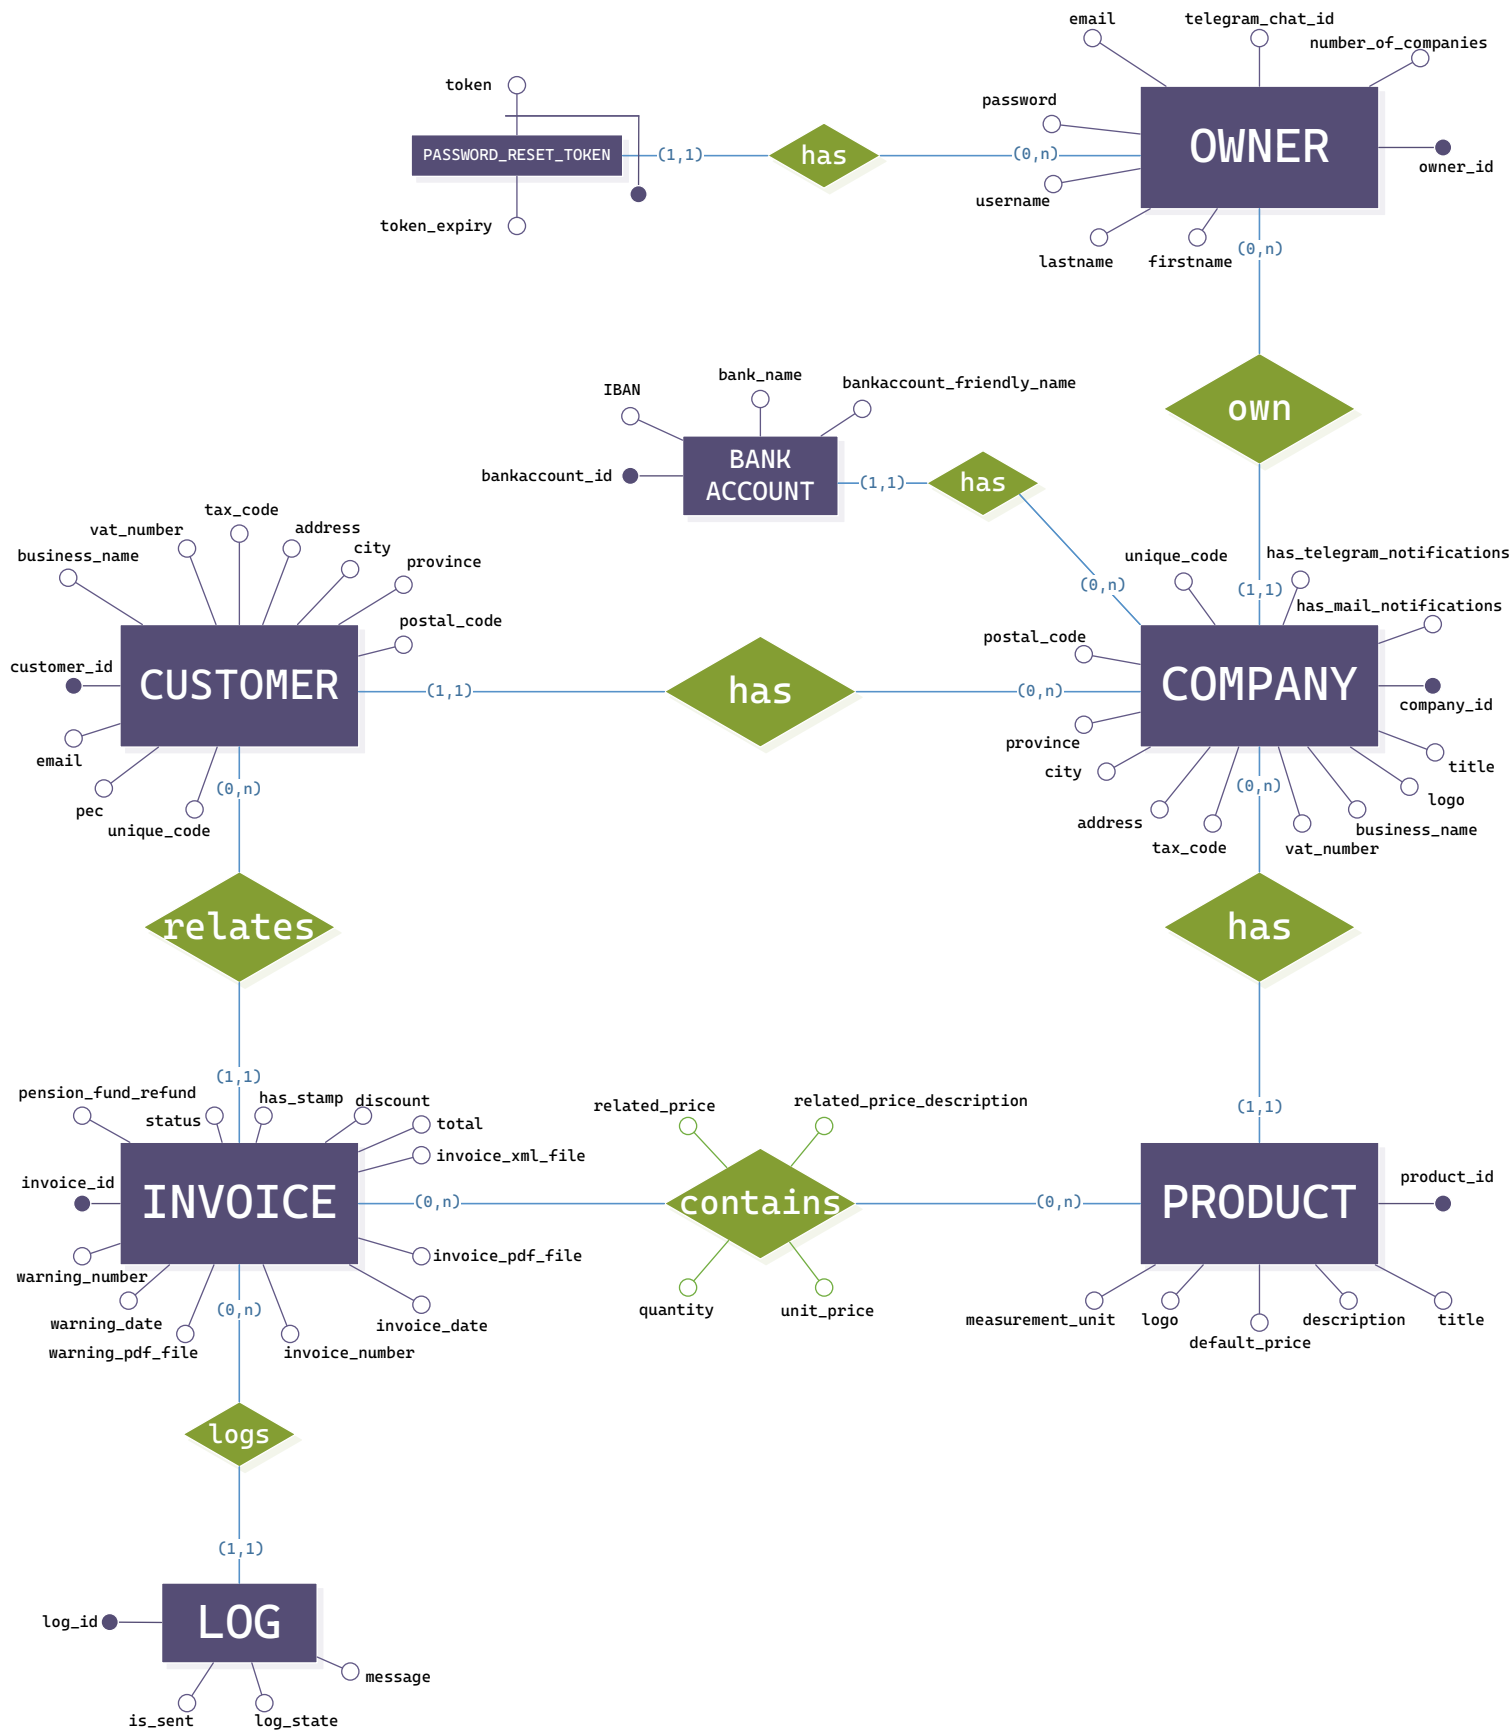 email
telegram_chat_id
number_of_companies
token
password
OWNER
PASSWORD_RESET_TOKEN
(1,1)
has
(0,n)
owner_id
username
token_expiry
lastname
firstname
(0,n)
own
IBAN
bank_name
bankaccount_friendly_name
BANK
ACCOUNT
bankaccount_id
(1,1)
has
(0,n)
tax_code
vat_number
address
business_name
city
province
postal_code
customer_id
CUSTOMER
(1,1)
has
(0,n)
email
pec
unique_code
(0,n)
unique_code
has_telegram_notifications
(1,1)
has_mail_notifications
postal_code
COMPANY
company_id
province
city
title
logo
address
tax_code
(0,n)
vat_number
business_name
relates
has
(1,1)
(1,1)
pension_fund_refund
status
has_stamp
discount
total
invoice_xml_file
invoice_id
INVOICE
(0,n)
related_price
related_price_description
contains
(0,n)
PRODUCT
product_id
invoice_pdf_file
warning_number
warning_date
warning_pdf_file
(0,n)
invoice_number
invoice_date
quantity
unit_price
measurement_unit
logo
default_price
description
title
logs
(1,1)
log_id
LOG
message
is_sent
log_state